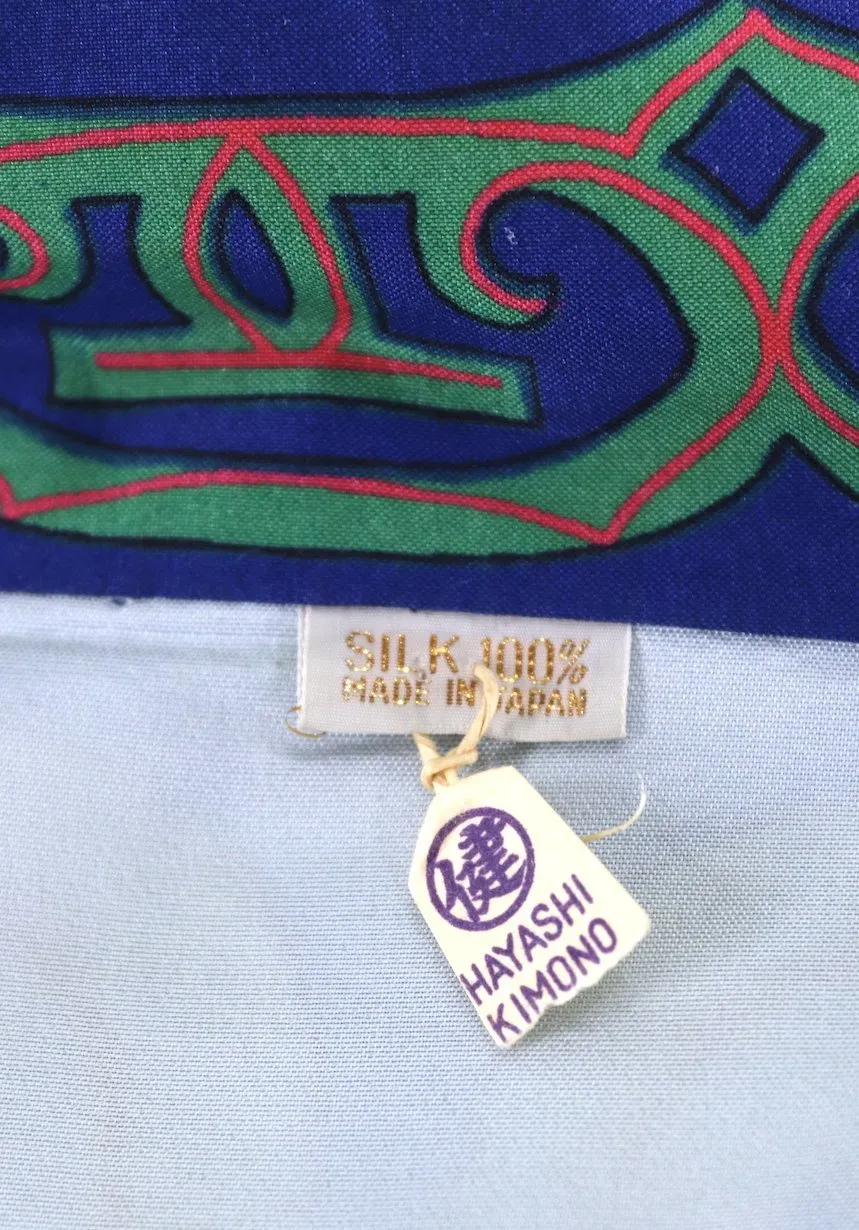 SILK 100%
MADE IN JAPAN
健
HAYASHI
KIMONO